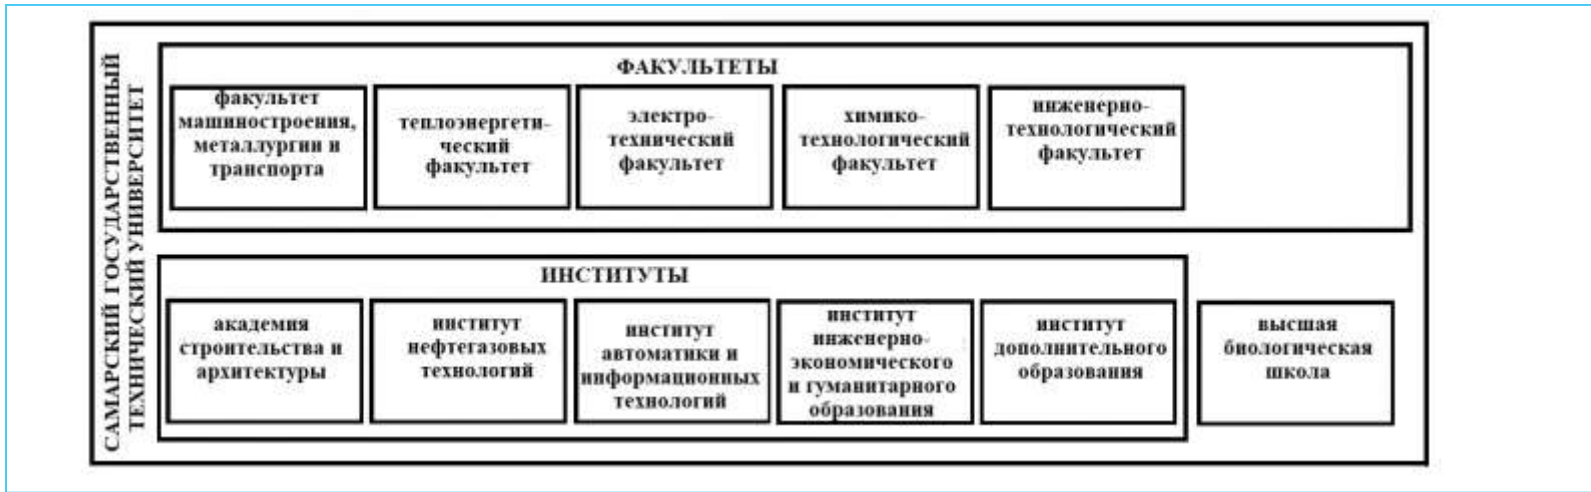 САМАРСКИЙ ГОСУДАРСТВЕННЫЙ
ТЕХНИЧЕСКИЙ УНИВЕРСИТЕТ
ФАКУЛЬТЕТЫ
факультет
машиностроения,
металлургии и
транспорта
теплоэнергети-
ческий
факультет
электро-
технический
факультет
химико-
технологический
факультет
инженерно-
технологический
факультет
ИНСТИТУТЫ
академия
строительства и
архитектуры
институт
нефтегазовых
технологий
институт
автоматики и
информационных
технологий
институт
инженерно-
экономического
и гуманитарного
образования
институт
дополнительного
образования
высшая
биологическая
школа